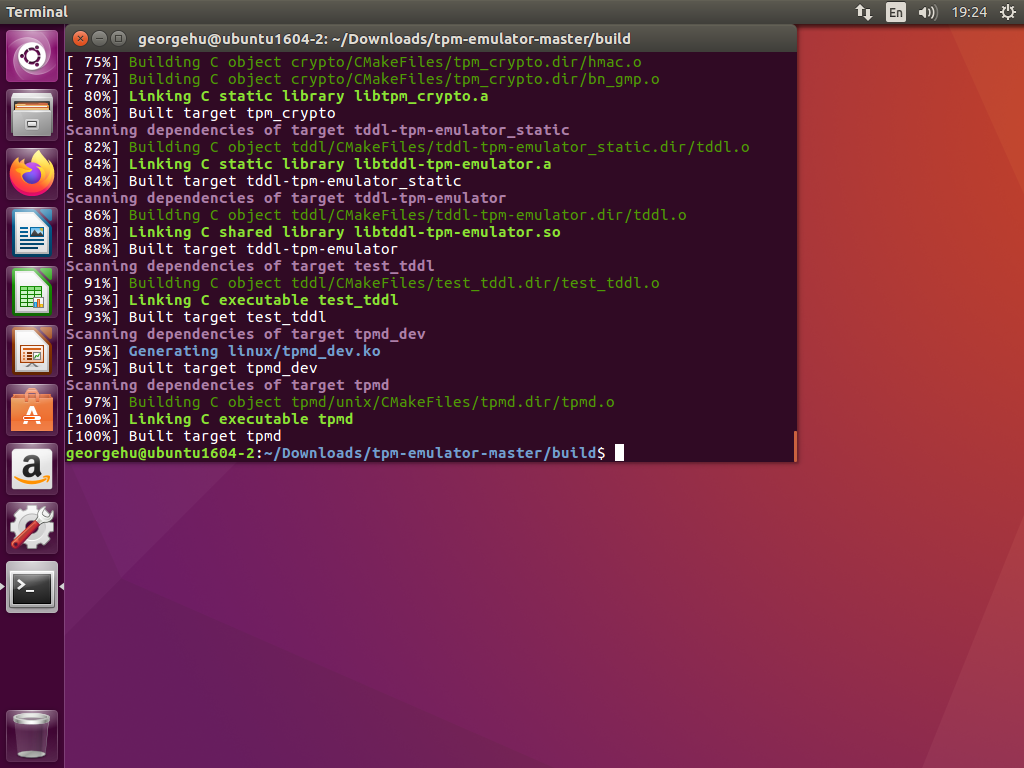 Terminal
En
19:24
georgehu@ubuntu1604-2: ~/Downloads/tpm-emulator-master/build
[ 75%] Building C object crypto/CMakeFiles/tpm_crypto.dir/hmac.o
[ 77%] Building C object crypto/CMakeFiles/tpm_crypto.dir/bn_gmp.o
[ 80%] Linking C static library libtpm_crypto.a
[ 80%] Built target tpm_crypto
Scanning dependencies of target tddl-tpm-emulator_static
[ 82%] Building C object tddl/CMakeFiles/tddl-tpm-emulator_static.dir/tddl.o
[ 84%] Linking C static library libtddl-tpm-emulator.a
[ 84%] Built target tddl-tpm-emulator_static
Scanning dependencies of target tddl-tpm-emulator
[ 86%] Building C object tddl/CMakeFiles/tddl-tpm-emulator.dir/tddl.o
[ 88%] Linking C shared library libtddl-tpm-emulator.so
[ 88%] Built target tddl-tpm-emulator
Scanning dependencies of target test_tddl
[ 91%] Building C object tddl/CMakeFiles/test_tddl.dir/test_tddl.o
[ 93%] Linking C executable test_tddl
[ 93%] Built target test_tddl
Scanning dependencies of target tpmd_dev
[ 95%] Generating linux/tpmd_dev.ko
[ 95%] Built target tpmd_dev
Scanning dependencies of target tpmd
[ 97%] Building C object tpmd/unix/CMakeFiles/tpmd.dir/tpmd.o
[100%] Linking C executable tpmd
[100%] Built target tpmd
georgehu@ubuntu1604-2:~/Downloads/tpm-emulator-master/build$
A
a
>_